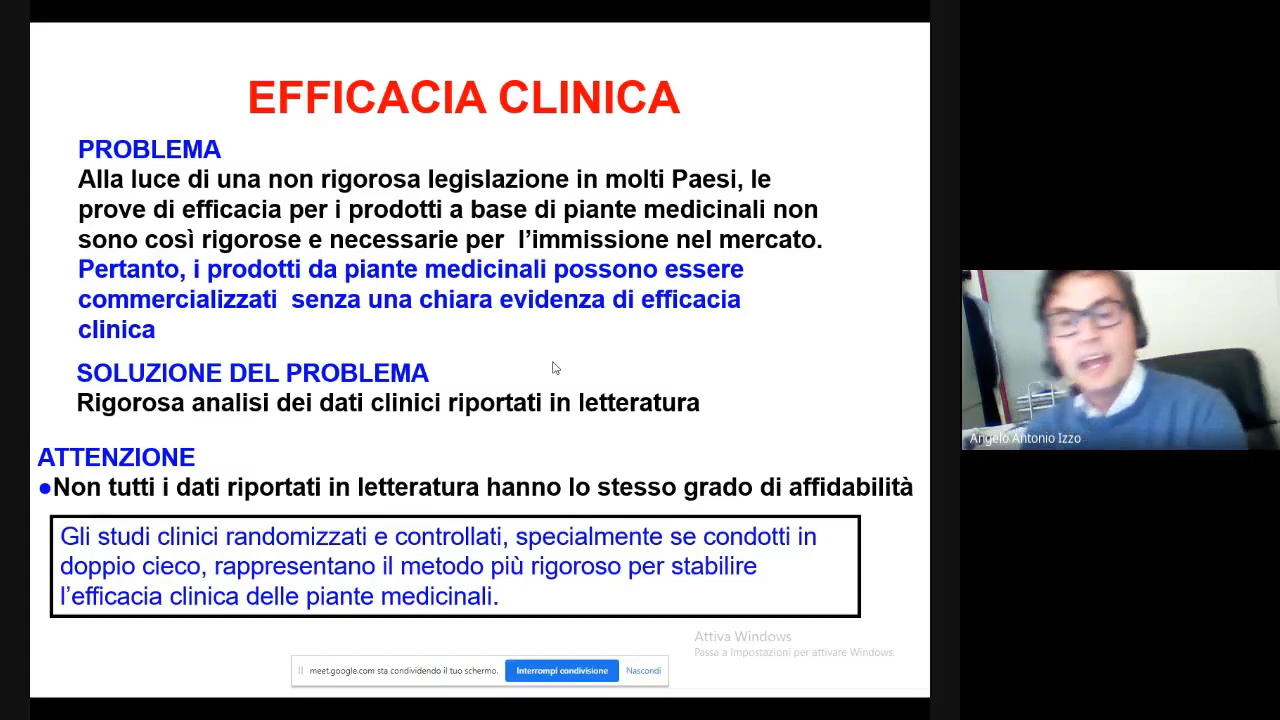 EFFICACIA CLINICA
PROBLEMA
Alla luce di una non rigorosa legislazione in molti Paesi, le
prove di efficacia per i prodotti a base di piante medicinali non
sono così rigorose e necessarie per l’immissione nel mercato.
Pertanto, i prodotti da piante medicinali possono essere
commercializzati senza una chiara evidenza di efficacia
clinica
SOLUZIONE DEL PROBLEMA
Rigorosa analisi dei dati clinici riportati in letteratura
ATTENZIONE
●Non tutti i dati riportati in letteratura hanno lo stesso grado di affidabilità
Gli studi clinici randomizzati e controllati, specialmente se condotti in
doppio cieco, rappresentano il metodo più rigoroso per stabilire
l’efficacia clinica delle piante medicinali.
Attiva Windows
Passa a Impostazioni per attivare Windows.
meet.google.com sta condividendo il tuo schermo.
Interrompi condivisione
Nascondi
Angelo Antonio Izzo